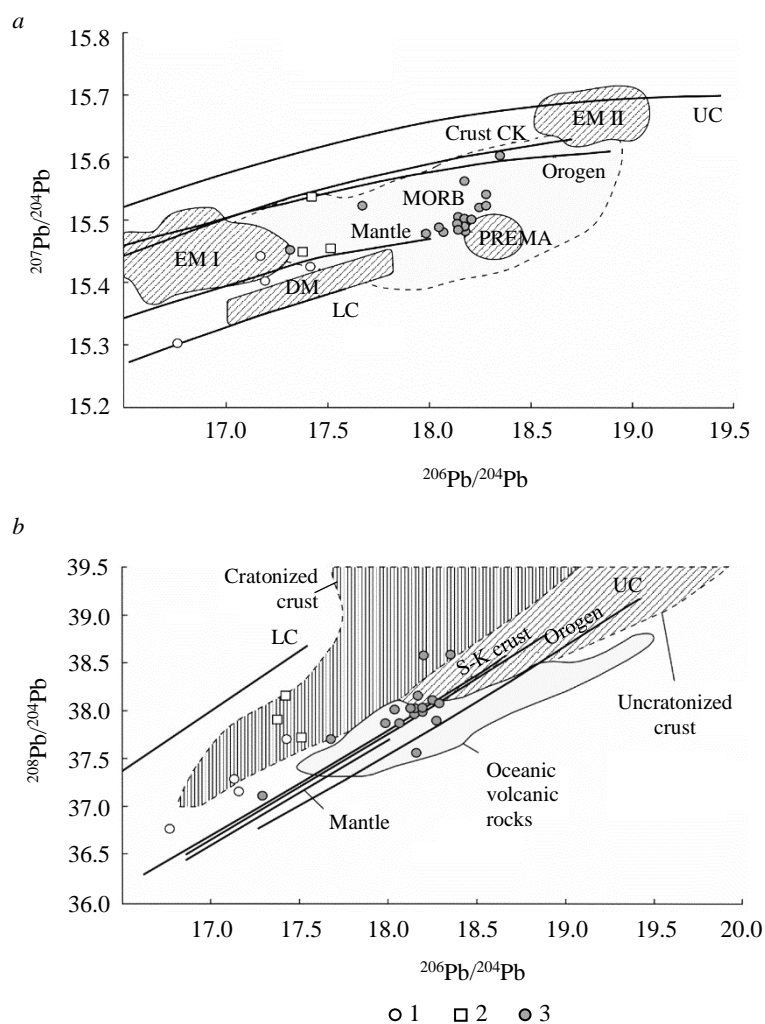 a
15.8
15.7
15.6
15.5
15.4
15.3
15.2
207Pb/204Pb
EM II
UC
Crust CK
Orogen
MORB
Mantle
PREMA
EM I
DM
LC
17.0 17.5 18.0 18.5 19.0 19.5
206Pb/204Pb
b
39.5
39.0
38.5
38.0
37.5
37.0
36.5
36.0
208Pb/204Pb
Cratonized
crust
UC
LC
S-K crust
Orogen
Uncratonized
crust
Oceanic
volcanic
rocks
Mantle
17.0 17.5 18.0 18.5 19.0 19.5 20.0
206Pb/204Pb
1 2 3